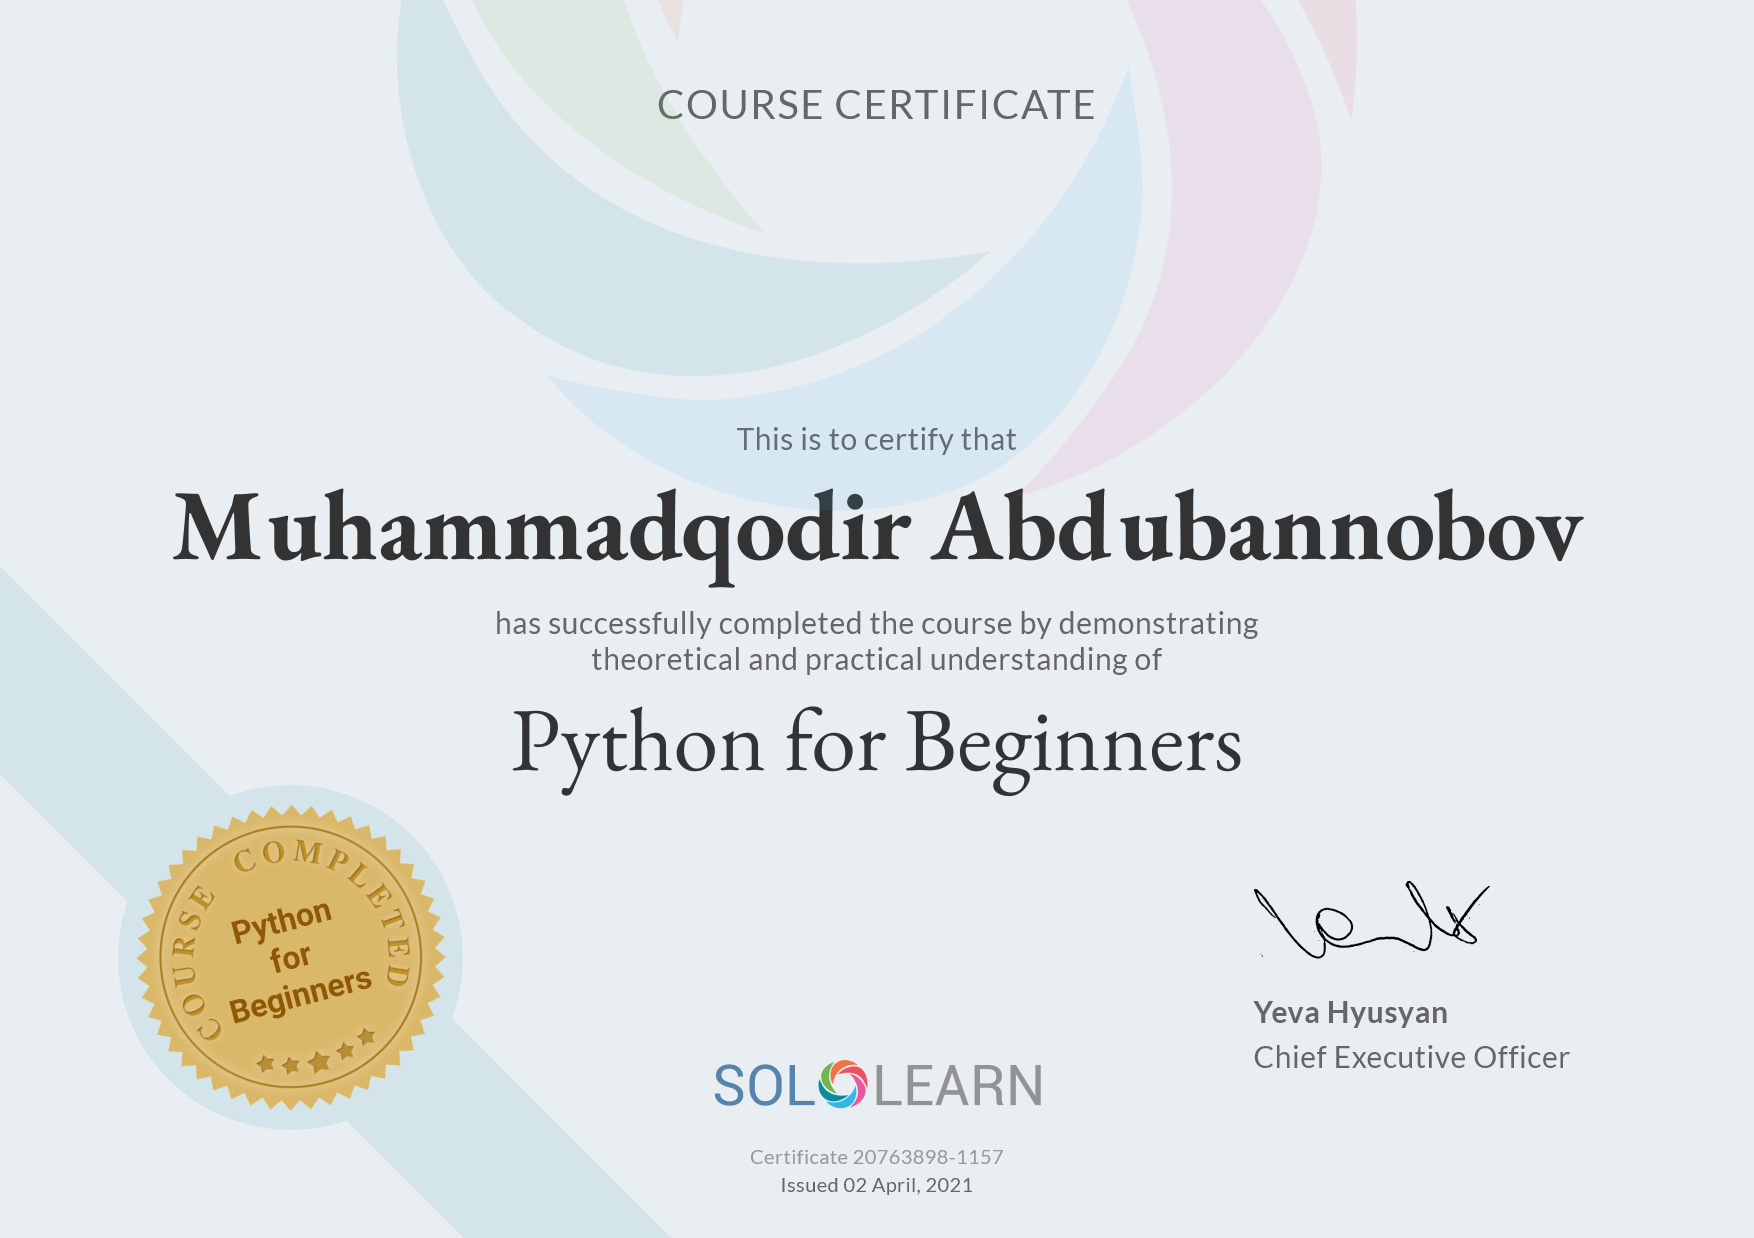 COURSE CERTIFICATE
This is to certify that
Muhammadqodir Abdubannobov
has successfully completed the course by demonstrating
theoretical and practical understanding of
Python for Beginners
COURSE COMPLETED
Python
for
Beginners
Yeva Hyusyan
Chief Executive Officer
SOLOLEARN
Certificate 20763898-1157
Issued 02 April, 2021